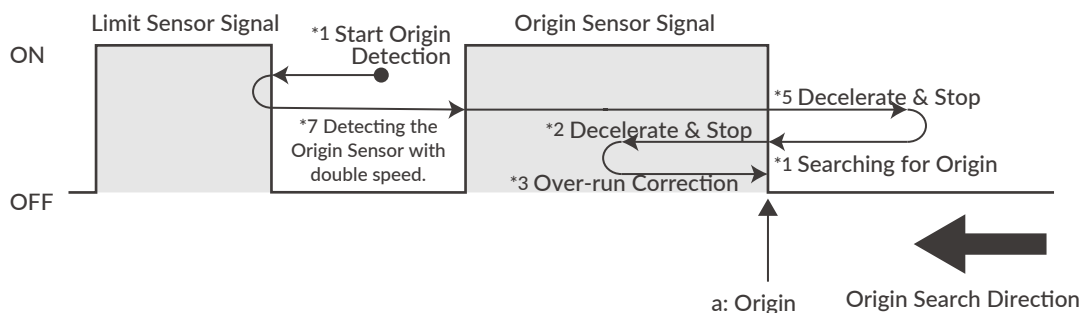 Limit Sensor Signal
Origin Sensor Signal
ON
*1 Start Origin
Detection
*5 Decelerate & Stop
*7 Detecting the
Origin Sensor with
double speed.
*2 Decelerate & Stop
*1 Searching for Origin
*3 Over-run Correction
OFF
a: Origin
Origin Search Direction